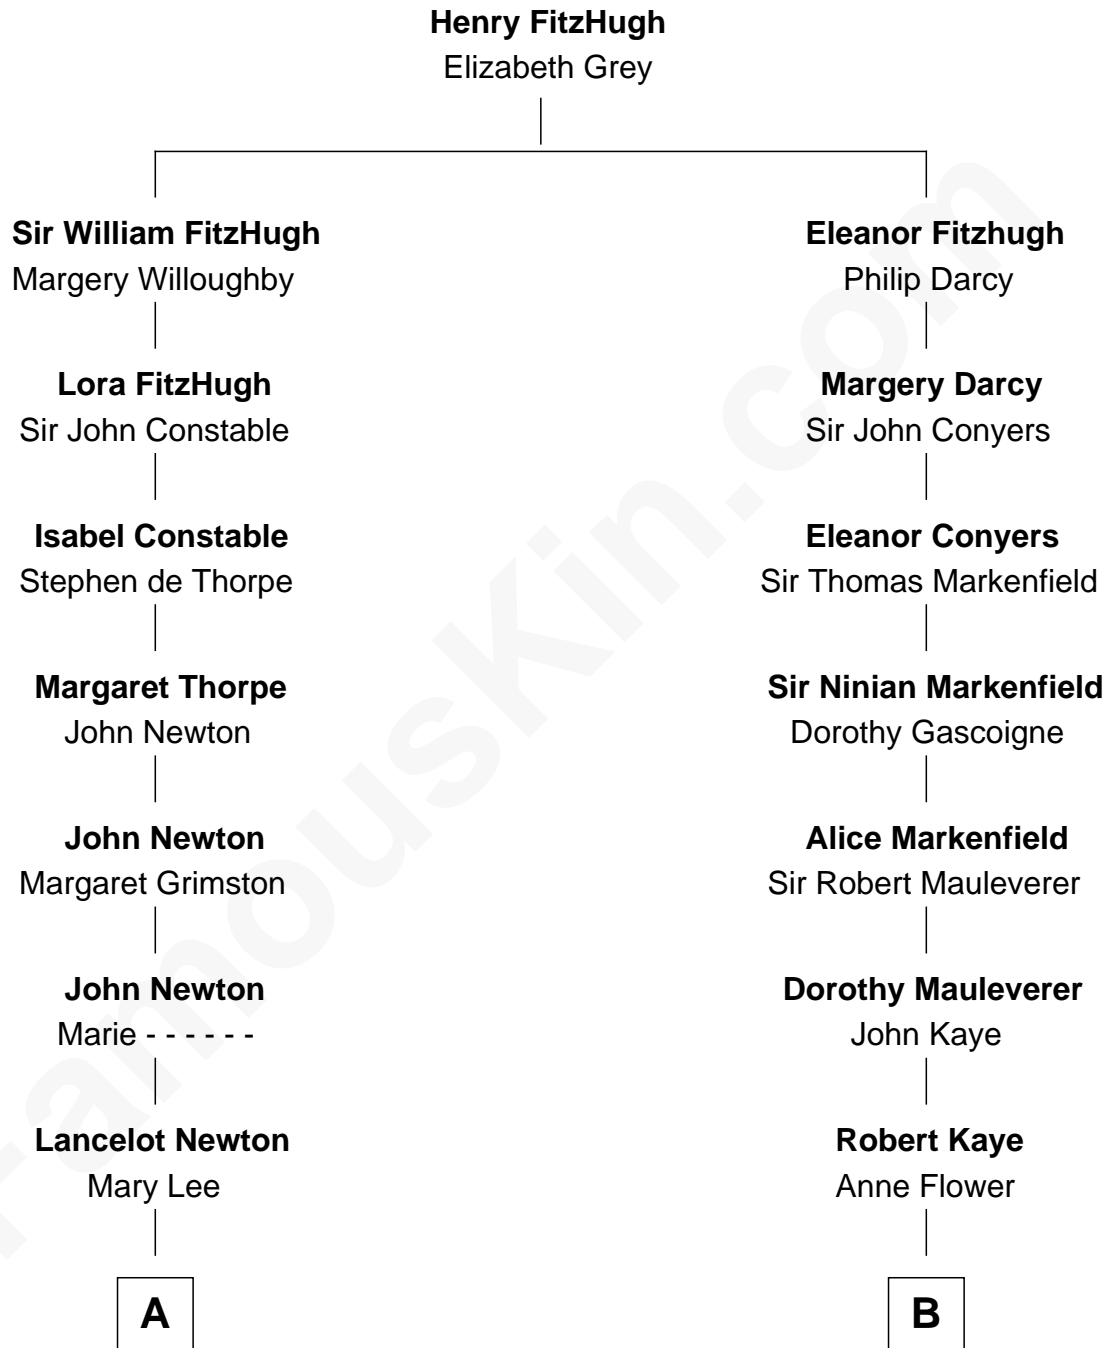 Henry FitzHugh
Elizabeth Grey
Sir William FitzHugh
Margery Willoughby
Lora FitzHugh
Sir John Constable
Isabel Constable
Stephen de Thorpe
Margaret Thorpe
John Newton
John Newton
Margaret Grimston
John Newton
Marie - - - - - -
Lancelot Newton
Mary Lee
A
Eleanor Fitzhugh
Philip Darcy
Margery Darcy
Sir John Conyers
Eleanor Conyers
Sir Thomas Markenfield
Sir Ninian Markenfield
Dorothy Gascoigne
Alice Markenfield
Sir Robert Mauleverer
Dorothy Mauleverer
John Kaye
Robert Kaye
Anne Flower
B
FamousKin.com